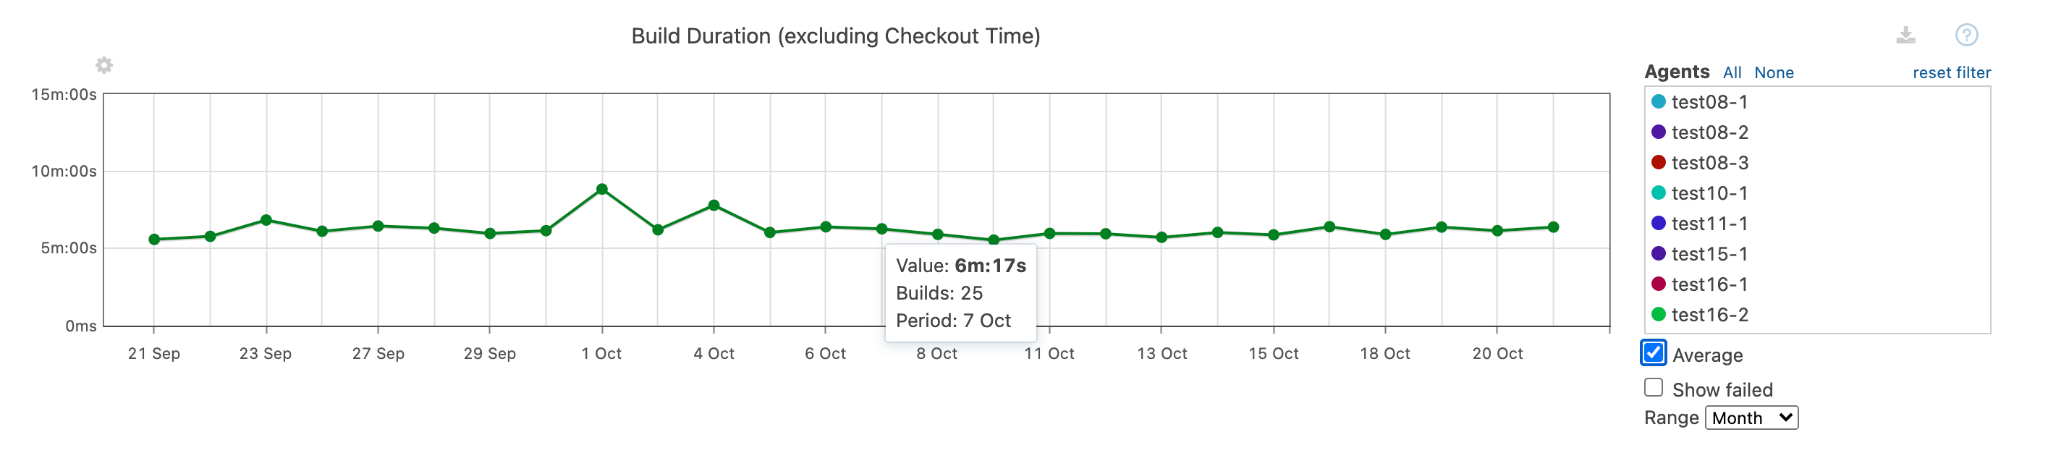 Build Duration (excluding Checkout Time)
15m:00s
10m:00s
5m:00s
0ms
21 Sep
23 Sep
27 Sep
29 Sep
1 Oct
4 Oct
6 Oct
8 Oct
11 Oct
13 Oct
15 Oct
18 Oct
20 Oct
Value: 6m:17s
Builds: 25
Period: 7 Oct
?
Agents All None reset filter
test08-1
test08-2
test08-3
test10-1
test11-1
test15-1
test16-1
test16-2
Average
Show failed
Range Month